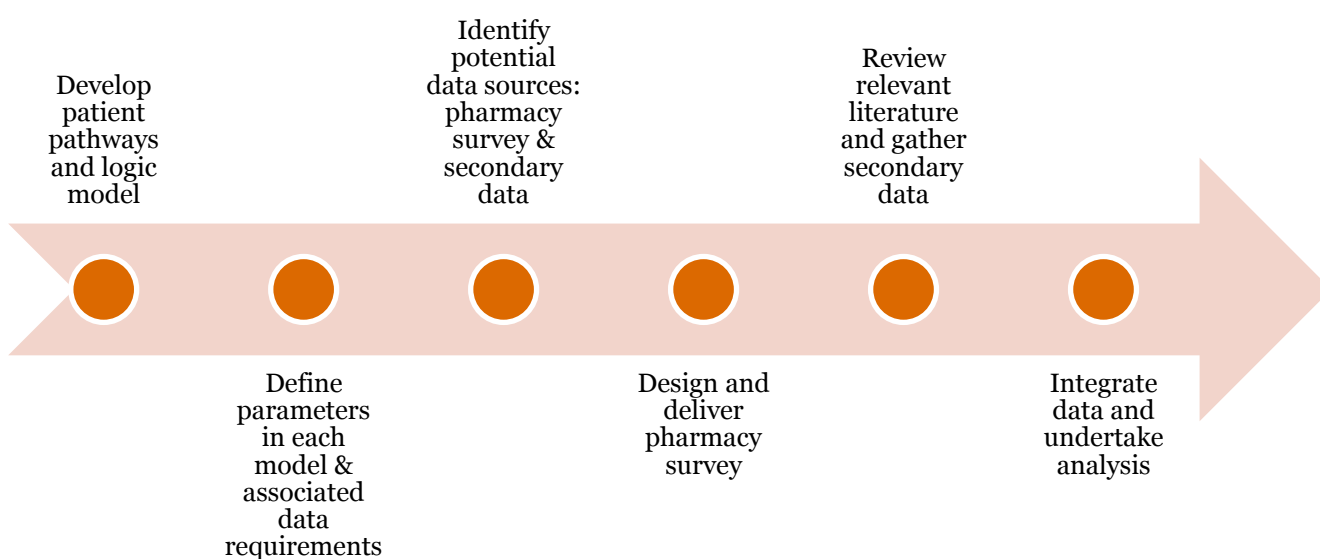 Develop
patient
pathways
and logic
model
Define
parameters
in each
model &
associated
data
requirements
Identify
potential
data sources:
pharmacy
survey &
secondary
data
Design and
deliver
pharmacy
survey
Review
relevant
literature
and gather
secondary
data
Integrate
data and
undertake
analysis